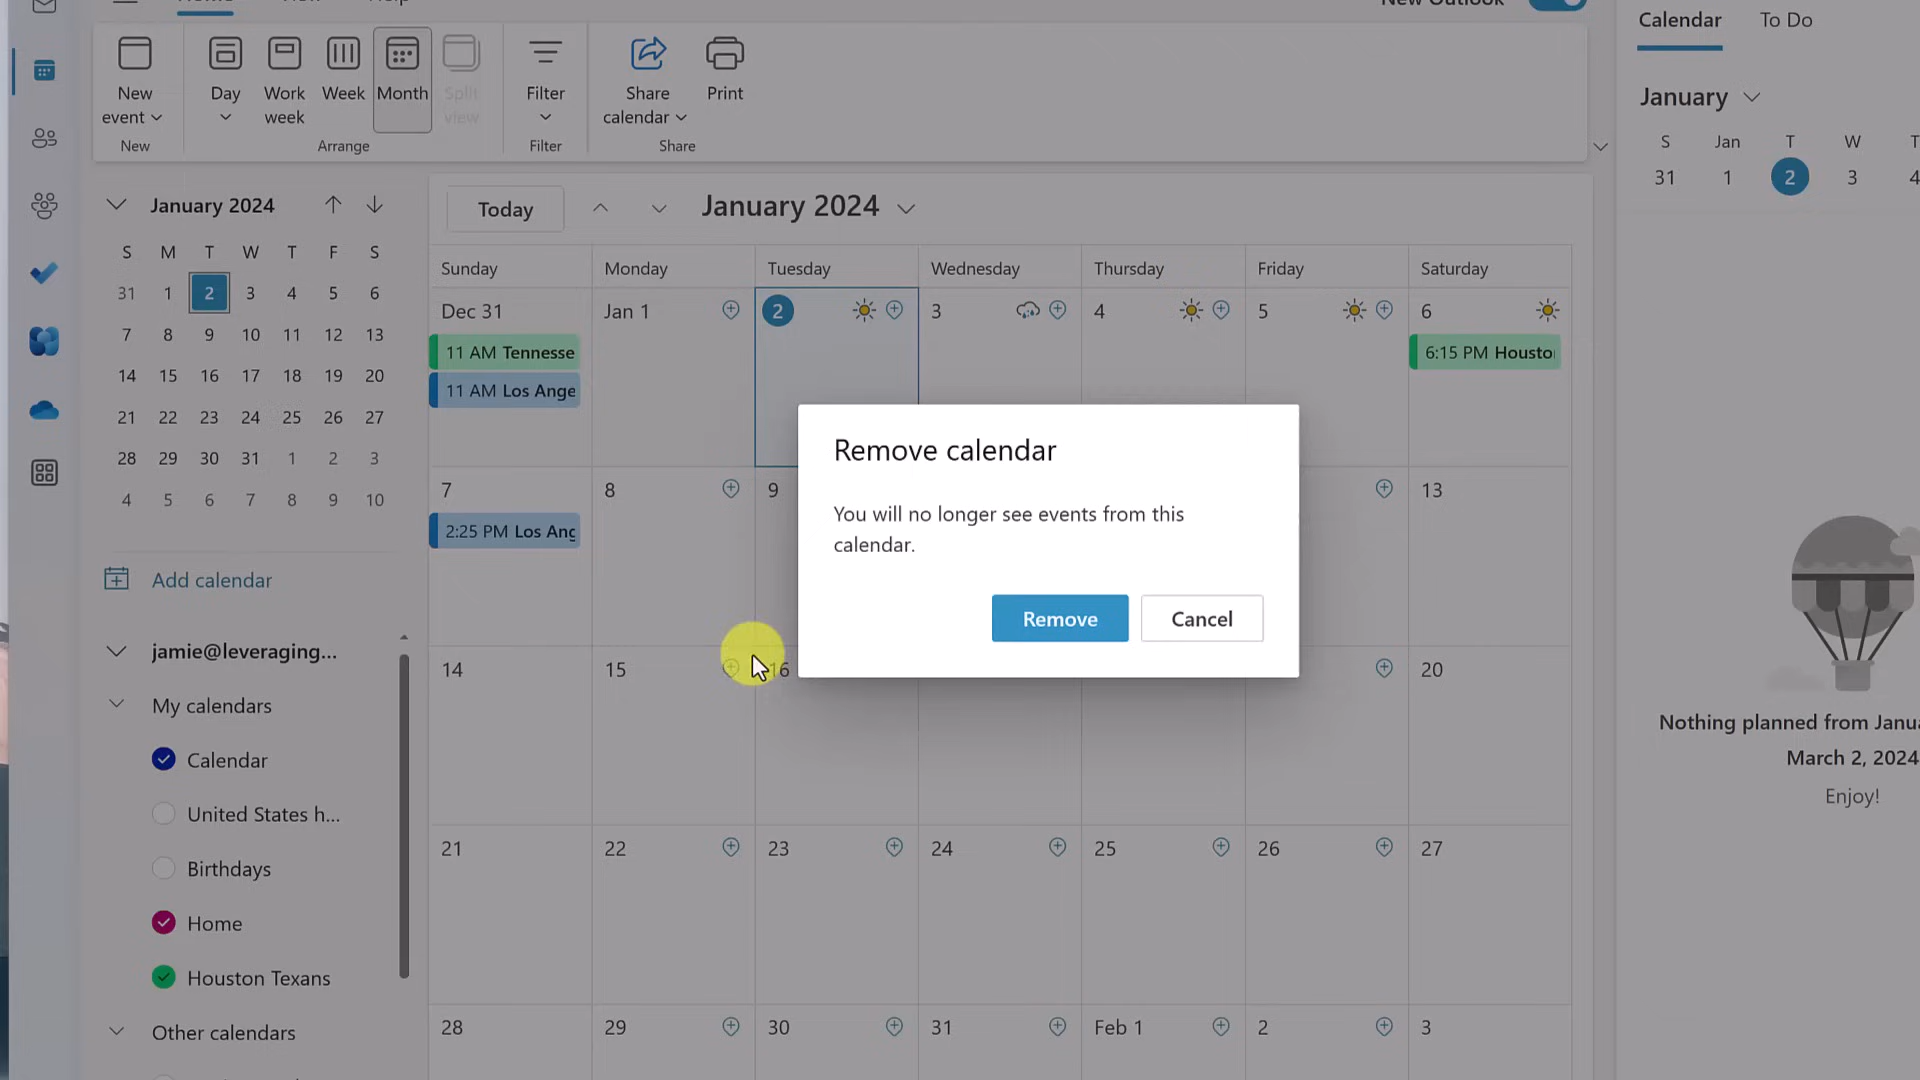 Home
View
Help
New Outlook
Calendar
To Do
New
event
Day
Work
week
Week
Month
Split
view
Filter
Share
calendar
Print
New
Arrange
Filter
Share
January
S Jan T W T
31 1 2 3 4
January 2024
S M T W T F S
31 1 2 3 4 5 6
7 8 9 10 11 12 13
14 15 16 17 18 19 20
21 22 23 24 25 26 27
28 29 30 31 1 2 3
4 5 6 7 8 9 10
Add calendar
jamie@leveraging...
My calendars
Calendar
United States h...
Birthdays
Home
Houston Texans
Other calendars
Today
January 2024
Sunday Monday Tuesday Wednesday Thursday Friday Saturday
Dec 31 Jan 1 2 3 4 5 6
11 AM Tennesse
6:15 PM Housto
11 AM Los Ange
7 8 9 13
2:25 PM Los Ang
14 15 16 20
21 22 23 24 25 26 27
28 29 30 31 Feb 1 2 3
Remove calendar
You will no longer see events from this
calendar.
Remove
Cancel
Nothing planned from Janu
March 2, 2024
Enjoy!